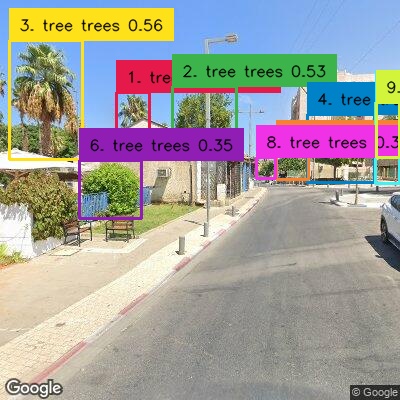 3. tree trees 0.56
1. tree
2. tree trees 0.53
4. tree
9.
6. tree trees 0.35
8. tree trees 0.3
Google
Google
© Google